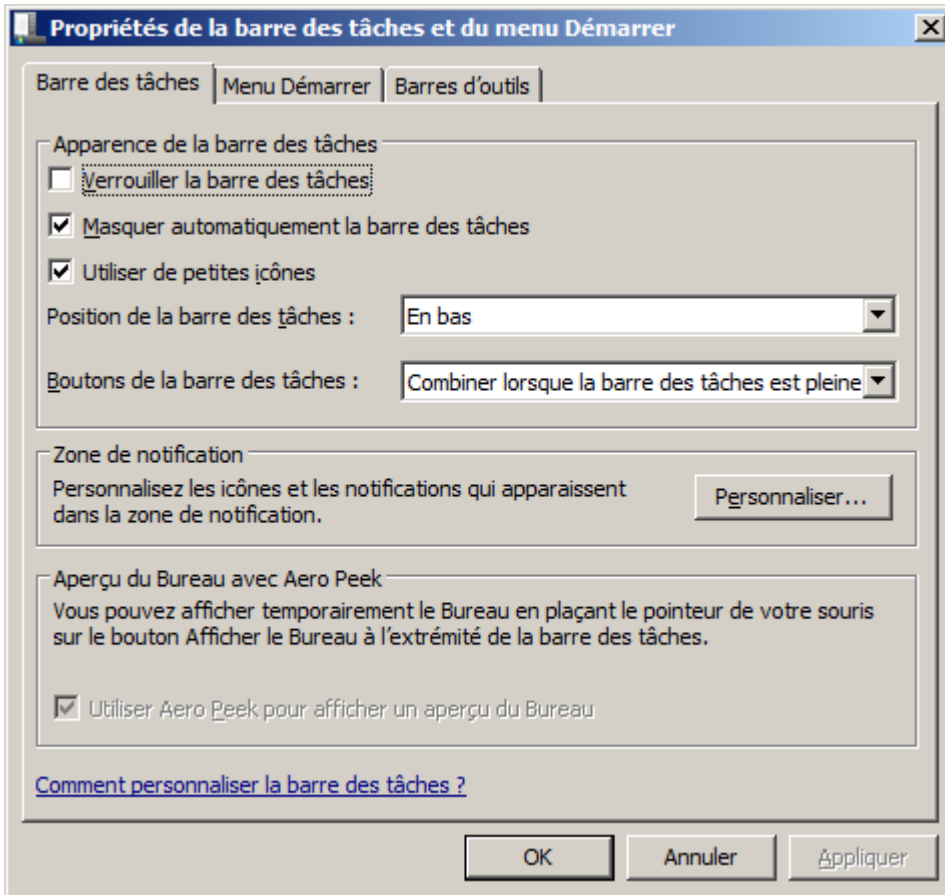 Propriétés de la barre des tâches et du menu Démarrer
Barre des tâches
Menu Démarrer
Barres d'outils
Apparence de la barre des tâches
Verrouiller la barre des tâches
Masquer automatiquement la barre des tâches
Utiliser de petites icônes
Position de la barre des tâches :
En bas
Boutons de la barre des tâches :
Combiner lorsque la barre des tâches est pleine
Zone de notification
Personnalisez les icônes et les notifications qui apparaissent
dans la zone de notification.
Personnaliser...
Aperçu du Bureau avec Aero Peek
Vous pouvez afficher temporairement le Bureau en plaçant le pointeur de votre souris
sur le bouton Afficher le Bureau à l'extrémité de la barre des tâches.
Utiliser Aero Peek pour afficher un aperçu du Bureau
Comment personnaliser la barre des tâches ?
OK
Annuler
Appliquer